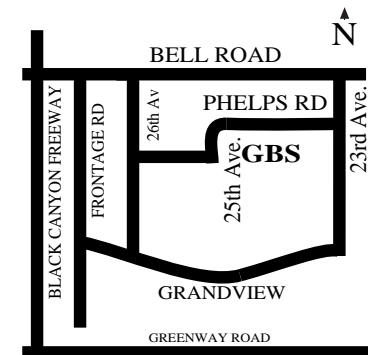 N
BELL ROAD
PHELPS RD
26th Av
23rd Ave.
FRONTAGE RD
BLACK CANYON FREEWAY
25th Ave.
GBS
GRANDVIEW
GREENWAY ROAD